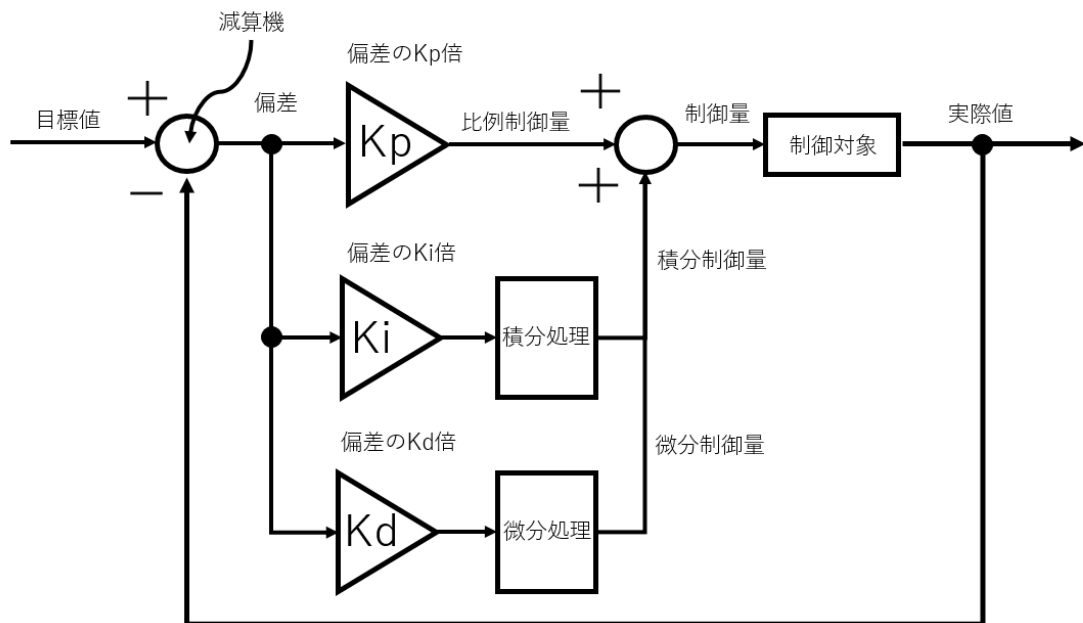 減算機
偏差のKp倍
目標値
＋
偏差
Kp
比例制御量
＋
制御量
制御対象
実際値
－
＋
偏差のKi倍
積分制御量
Ki
積分処理
偏差のKd倍
微分制御量
Kd
微分処理